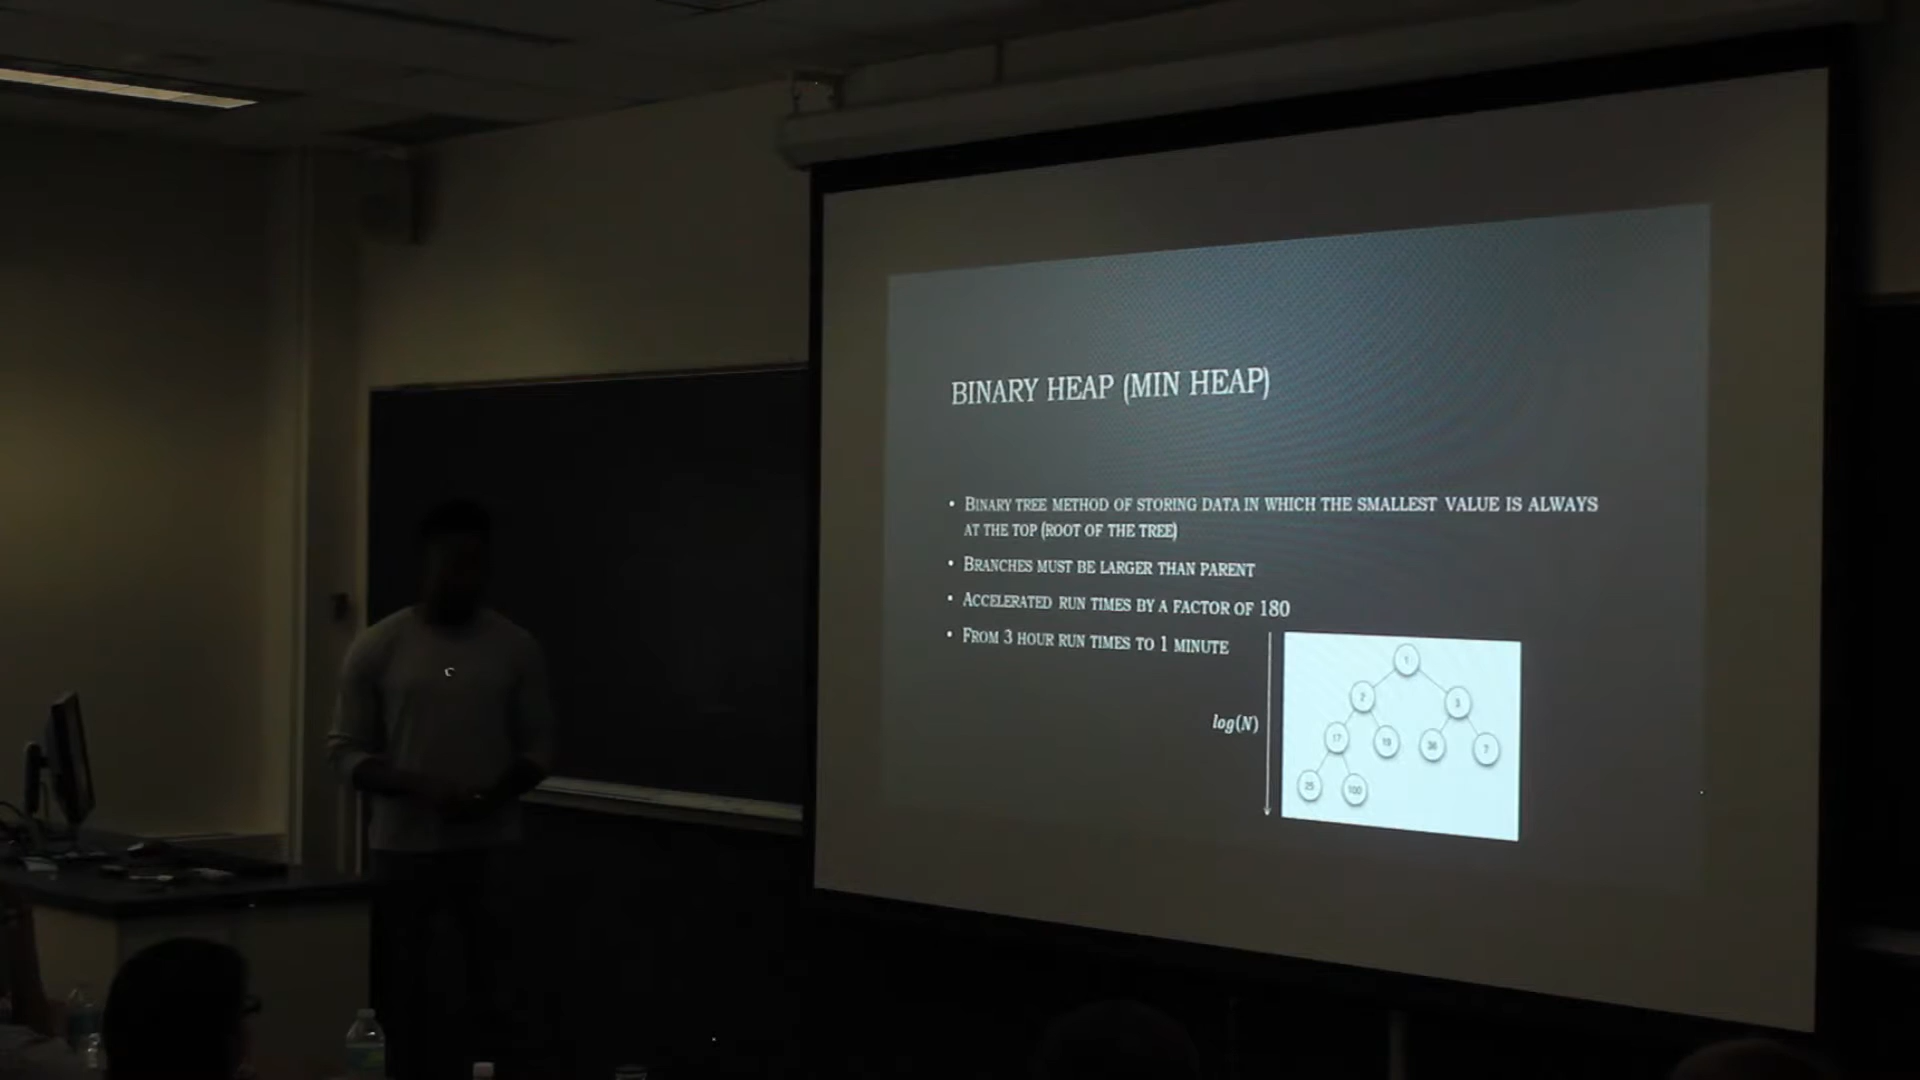 BINARY HEAP (MIN HEAP)
• BINARY TREE METHOD OF STORING DATA IN WHICH THE SMALLEST VALUE IS ALWAYS
AT THE TOP (ROOT OF THE TREE)
• BRANCHES MUST BE LARGER THAN PARENT
• ACCELERATED RUN TIMES BY A FACTOR OF 180
• FROM 3 HOUR RUN TIMES TO 1 MINUTE
log(N)
1
2 3
17 19 36 7
25 100